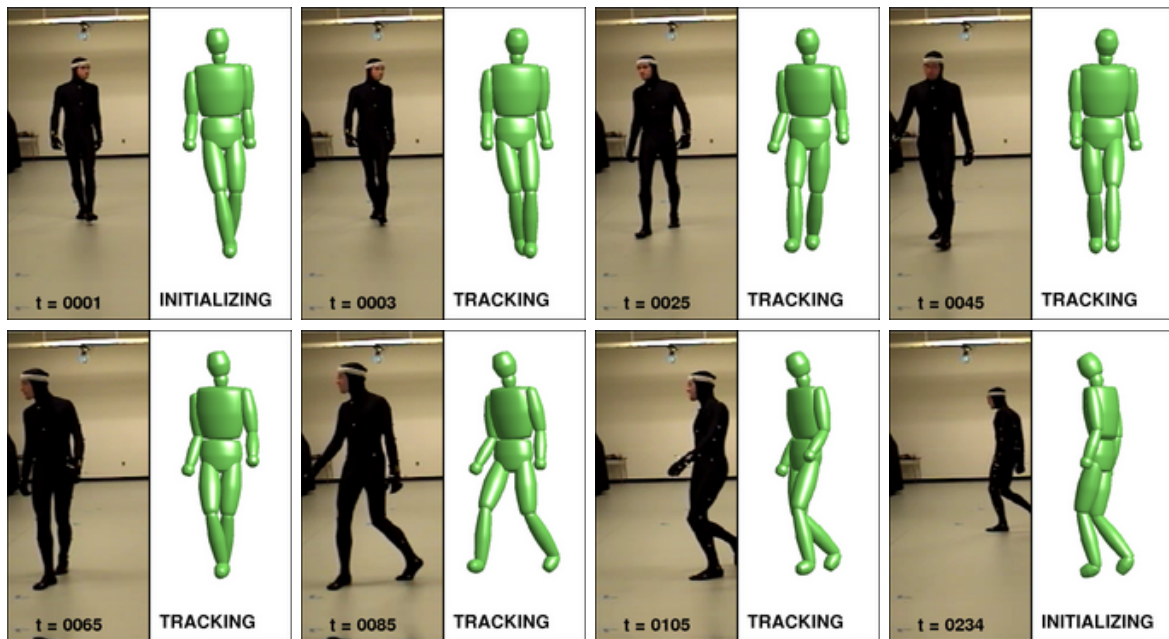 t = 0001 INITIALIZING
t = 0003 TRACKING
t = 0025 TRACKING
t = 0045 TRACKING
t = 0065 TRACKING
t = 0085 TRACKING
t = 0105 TRACKING
t = 0234 INITIALIZING